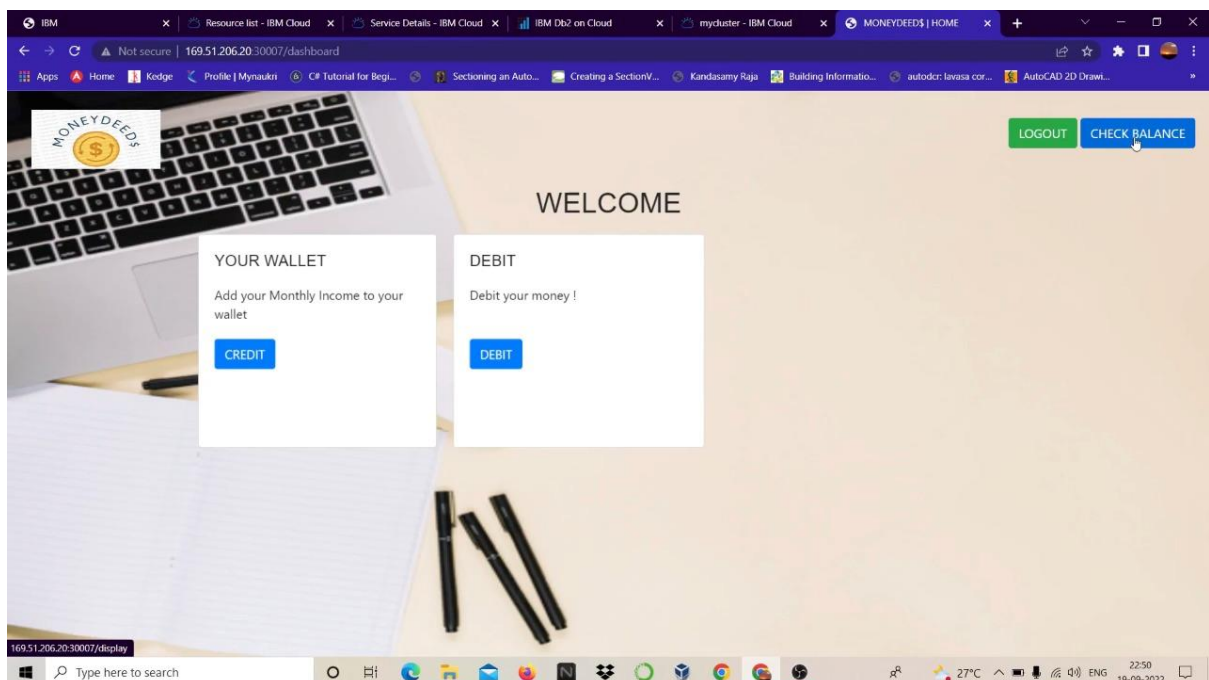 IBM
Resource list - IBM Cloud
Service Details - IBM Cloud
IBM Db2 on Cloud
mycluster - IBM Cloud
MONEYDEED$ | HOME
Not secure | 169.51.206.20:30007/dashboard
Apps
Home
Kedge
Profile | Mynaukri
C# Tutorial for Begi...
Sectioning an Auto...
Creating a SectionV...
Kandasamy Raja
Building Informatio...
autodcr: lavasa cor...
AutoCAD 2D Drawi...
MONEYDEEDS
$
LOGOUT
CHECK BALANCE
WELCOME
YOUR WALLET
Add your Monthly Income to your
wallet
CREDIT
DEBIT
Debit your money !
DEBIT
169.51.206.20:30007/display
Type here to search
27°C
ENG
22:50
19-09-2022